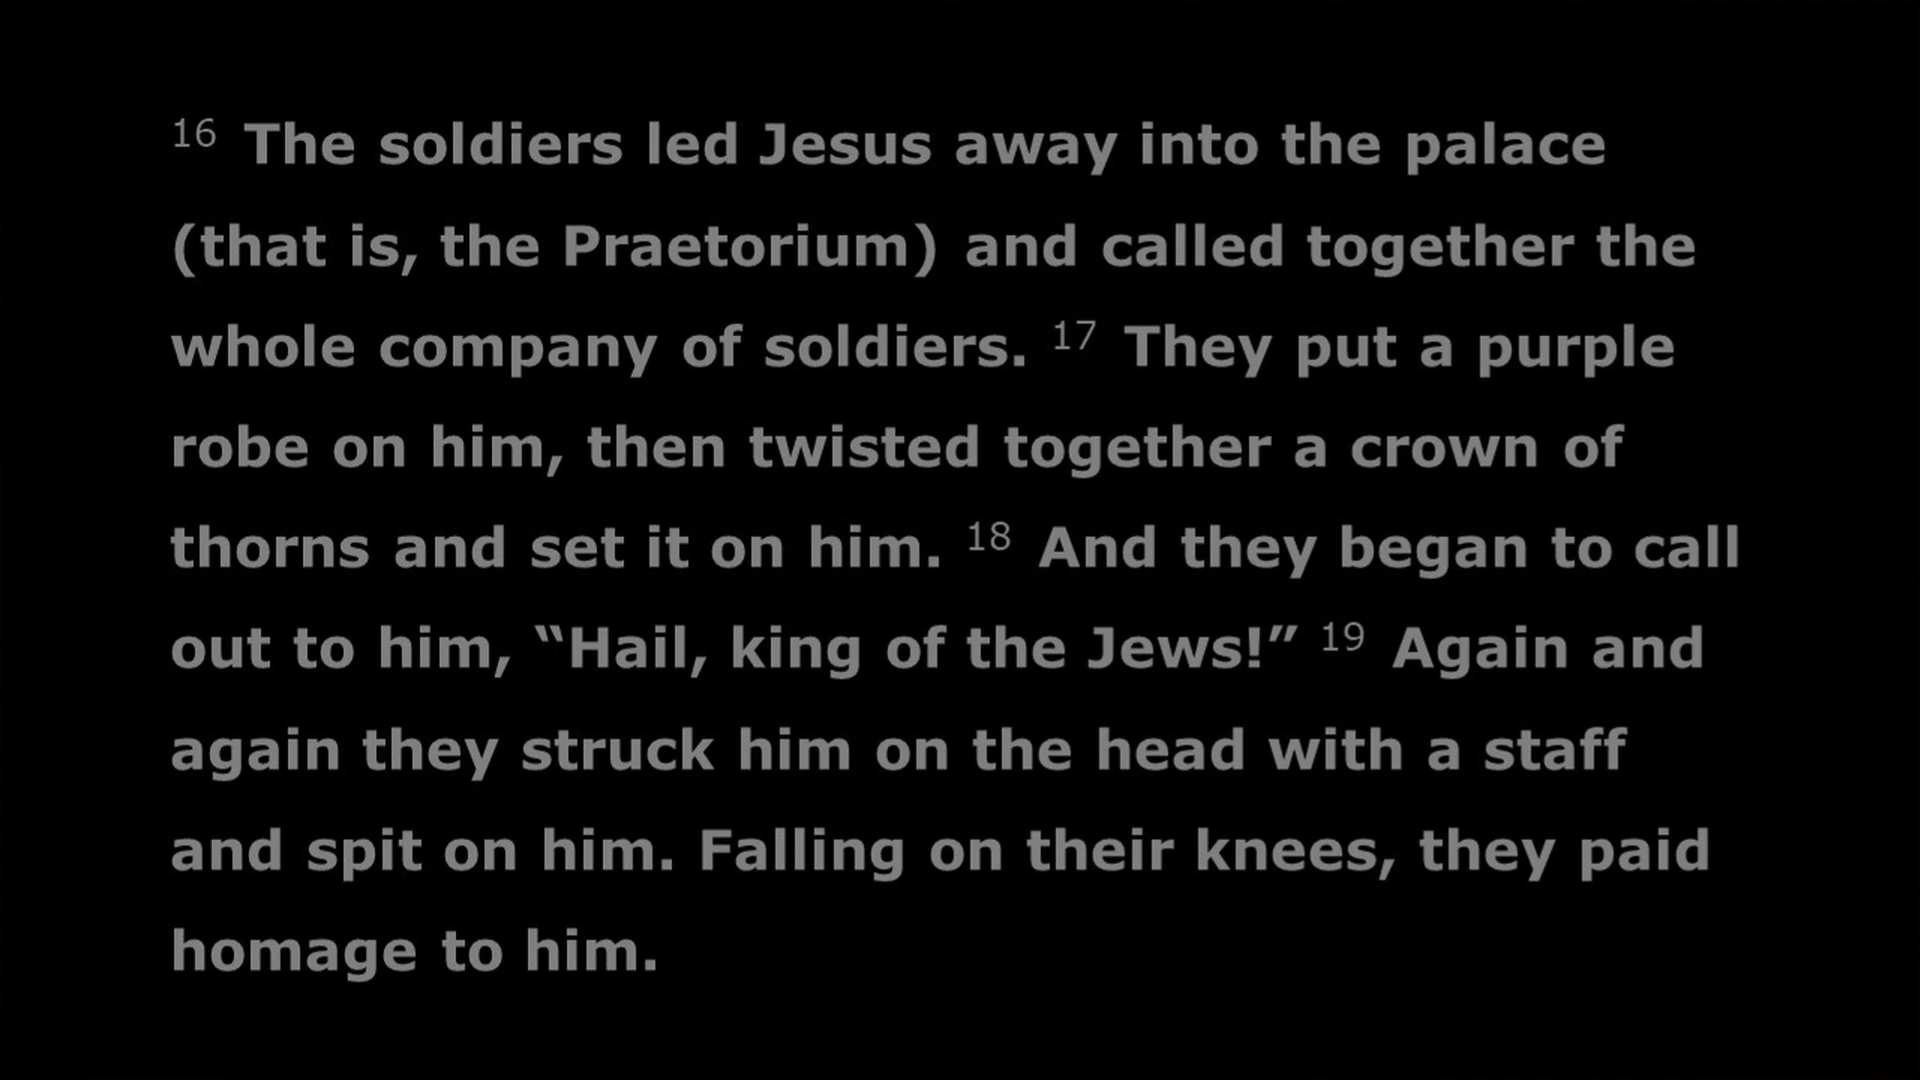 16 The soldiers led Jesus away into the palace
(that is, the Praetorium) and called together the
whole company of soldiers. 17 They put a purple
robe on him, then twisted together a crown of
thorns and set it on him. 18 And they began to call
out to him, “Hail, king of the Jews!” 19 Again and
again they struck him on the head with a staff
and spit on him. Falling on their knees, they paid
homage to him.